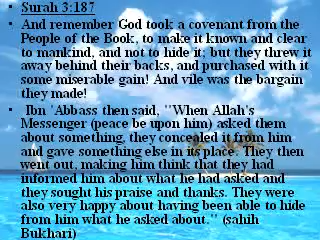 • Surah 3:187
• And remember God took a covenant from the
People of the Book, to make it known and clear
to mankind, and not to hide it; but they threw it
away behind their backs, and purchased with it
some miserable gain! And vile was the bargain
they made!
• Ibn 'Abbass then said, "When Allah's
Messenger (peace be upon him) asked them
about something, they concealed it from him
and gave something else in its place. They then
went out, making him think that they had
informed him about what he had asked and
they sought his praise and thanks. They were
also very happy about having been able to hide
from him what he asked about." (sahih
Bukhari)